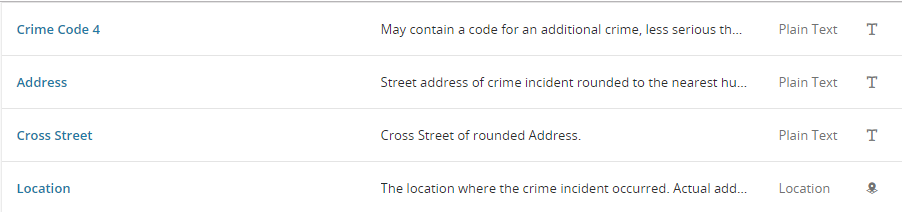 Crime Code 4 May contain a code for an additional crime, less serious th... Plain Text T
Address Street address of crime incident rounded to the nearest hu... Plain Text T
Cross Street Cross Street of rounded Address. Plain Text T
Location The location where the crime incident occurred. Actual add... Location